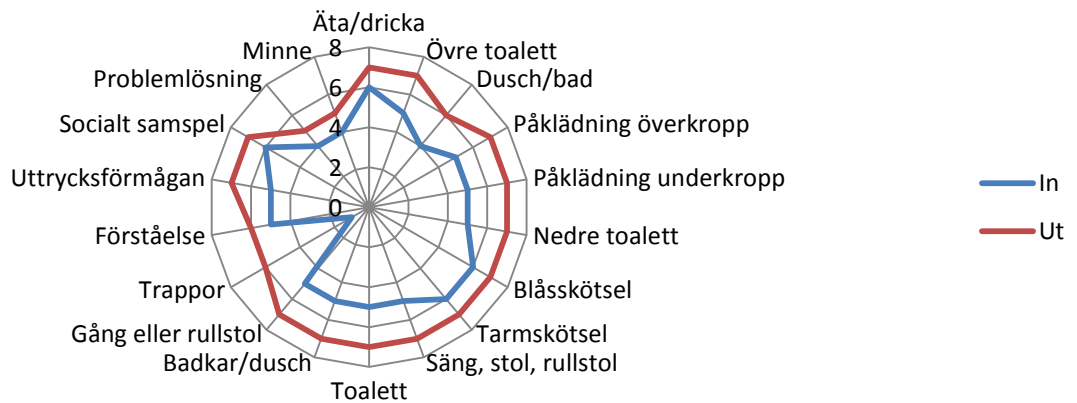 Äta/dricka
8
Minne
Övre toalett
Problemlösning
Dusch/bad
6
Socialt samspel
4
Påklädning överkropp
Uttrycksförmågan
2
Påklädning underkropp
In
0
Förståelse
Nedre toalett
Ut
Trappor
Blåsskötsel
Gång eller rullstol
Tarmskötsel
Badkar/dusch
Säng, stol, rullstol
Toalett